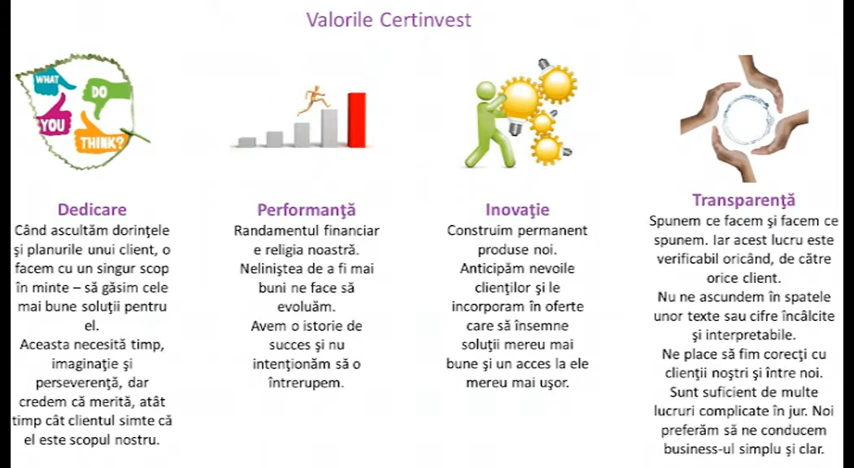 Valorile Certinvest
WHAT
DO
YOU
THINK?
Dedicare
Când ascultăm dorinţele
şi planurile unui client, o
facem cu un singur scop
în minte – să găsim cele
mai bune soluţii pentru
el.
Aceasta necesită timp,
imaginaţie şi
perseverenţă, dar
credem că merită, atât
timp cât clientul simte că
el este scopul nostru.
Performanţă
Randamentul financiar
e religia noastră.
Neliniştea de a fi mai
buni ne face să
evoluăm.
Avem o istorie de
succes şi nu
intenţionăm să o
întrerupem.
Inovaţie
Construim permanent
produse noi.
Anticipăm nevoile
clienţilor şi le
incorporam în oferte
care să însemne
soluţii mereu mai
bune şi un acces la ele
mereu mai uşor.
Transparenţă
Spunem ce facem şi facem ce
spunem. Iar acest lucru este
verificabil oricând, de către
orice client.
Nu ne ascundem în spatele
unor texte sau cifre încâlcite
şi interpretabile.
Ne place să fim corecţi cu
clienţii noştri şi între noi.
Sunt suficient de multe
lucruri complicate în jur. Noi
preferăm să ne conducem
business-ul simplu şi clar.